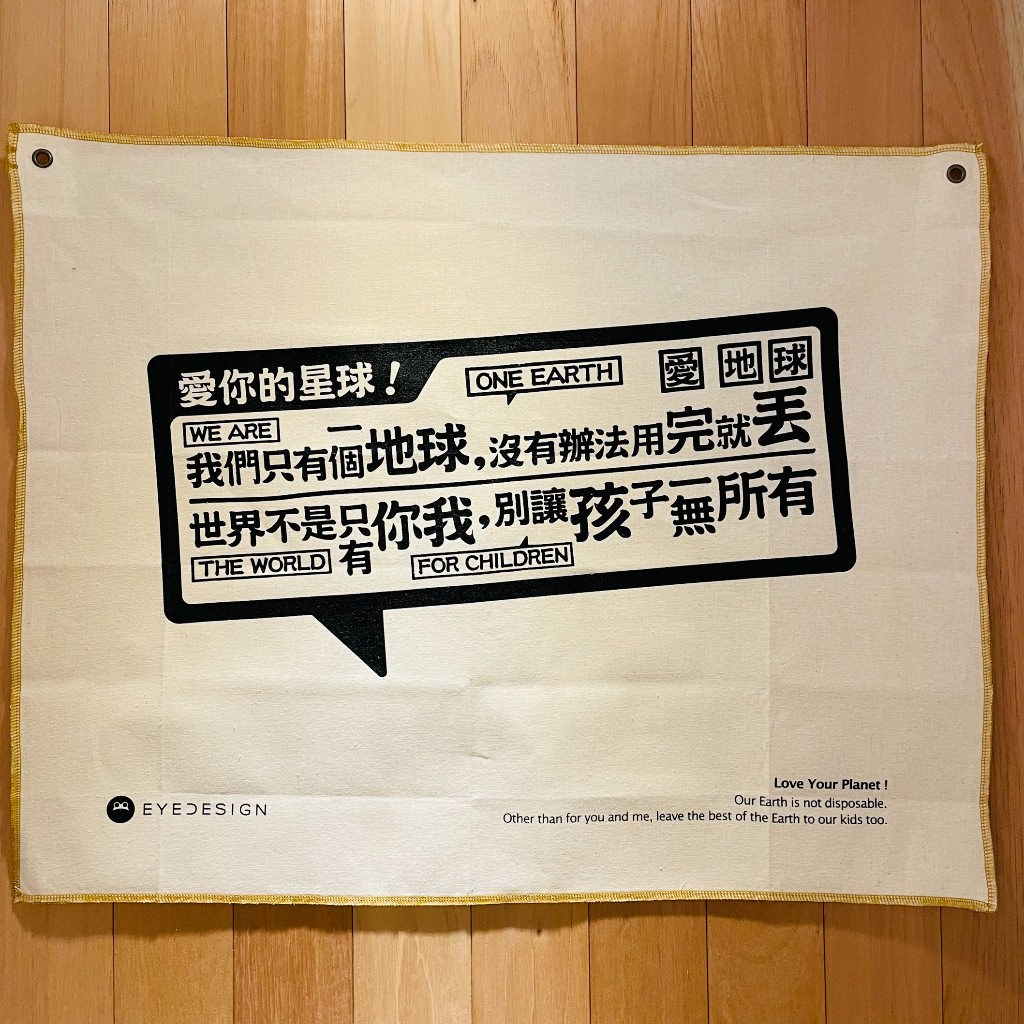 愛你的星球!
ONE EARTH
愛 地球
WE ARE
我們只有一個地球,沒有辦法用完就丟
世界不是只有你我,別讓孩子一無所有
THE WORLD
FOR CHILDREN
EYEDESIGN
Love Your Planet !
Our Earth is not disposable.
Other than for you and me, leave the best of the Earth to our kids too.